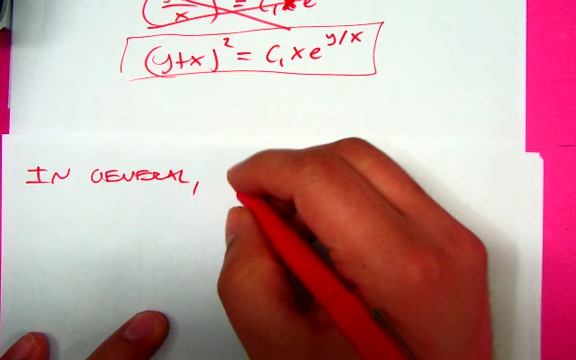 (y+x)² = C₁xe^{y/x}
IN GENERAL,